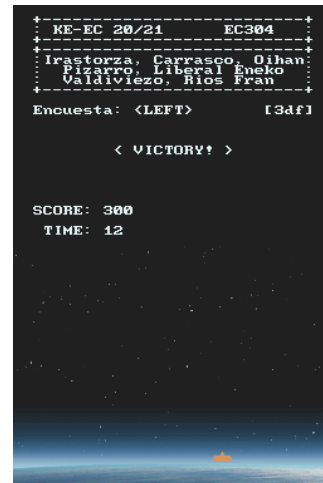 KE-EC 20/21 EC304
Irastorza, Carrasco, Oihan
Pizarro, Liberal Eneko
Valdiviezo, Rios Fran
Encuesta: <LEFT> [3df]
< VICTORY! >
SCORE: 300
TIME: 12